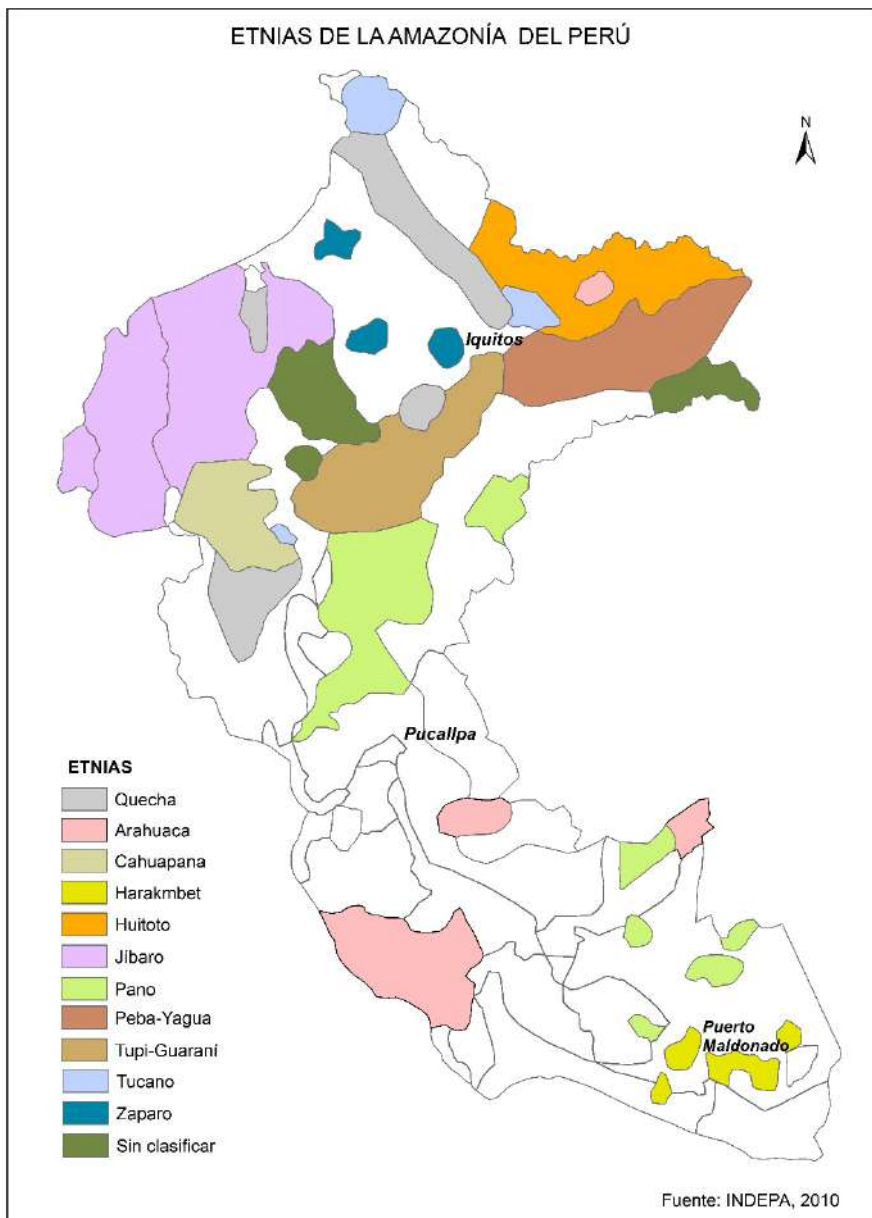 ETNIAS DE LA AMAZONÍA DEL PERÚ
N
Iquitos
Pucallpa
ETNIAS
Quecha
Arahuaca
Cahuapana
Harakmbet
Huitoto
Jíbaro
Pano
Peba-Yagua
Tupi-Guaraní
Tucano
Zaparo
Sin clasificar
Puerto
Maldonado
Fuente: INDEPA, 2010